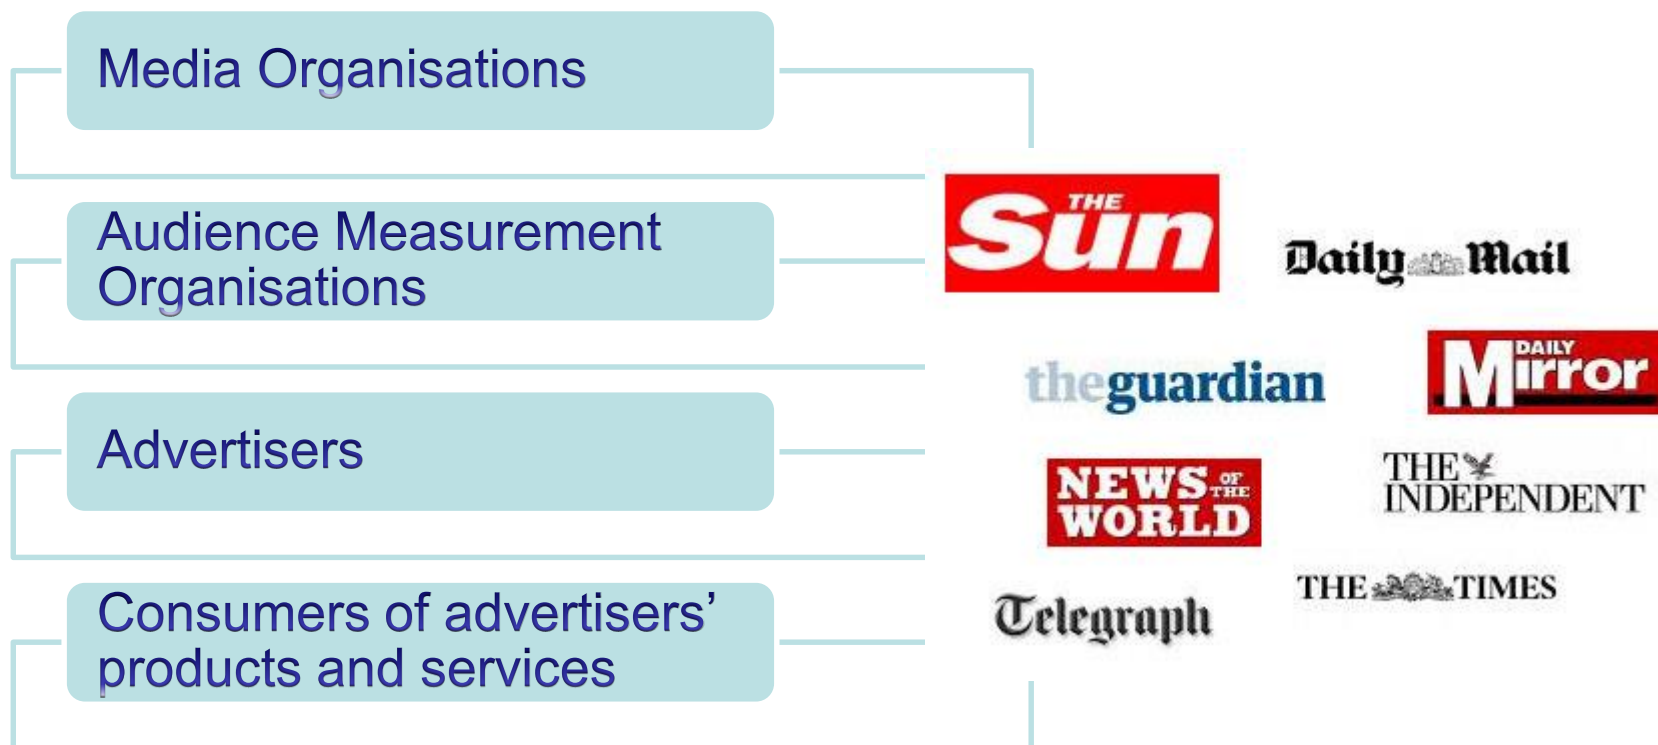 Media Organisations
Audience Measurement
Organisations
Advertisers
Consumers of advertisers’
products and services
THE
Sun
Daily Mail
theguardian
DAILY
Mirror
NEWS OF THE
WORLD
THE
INDEPENDENT
Telegraph
THE TIMES